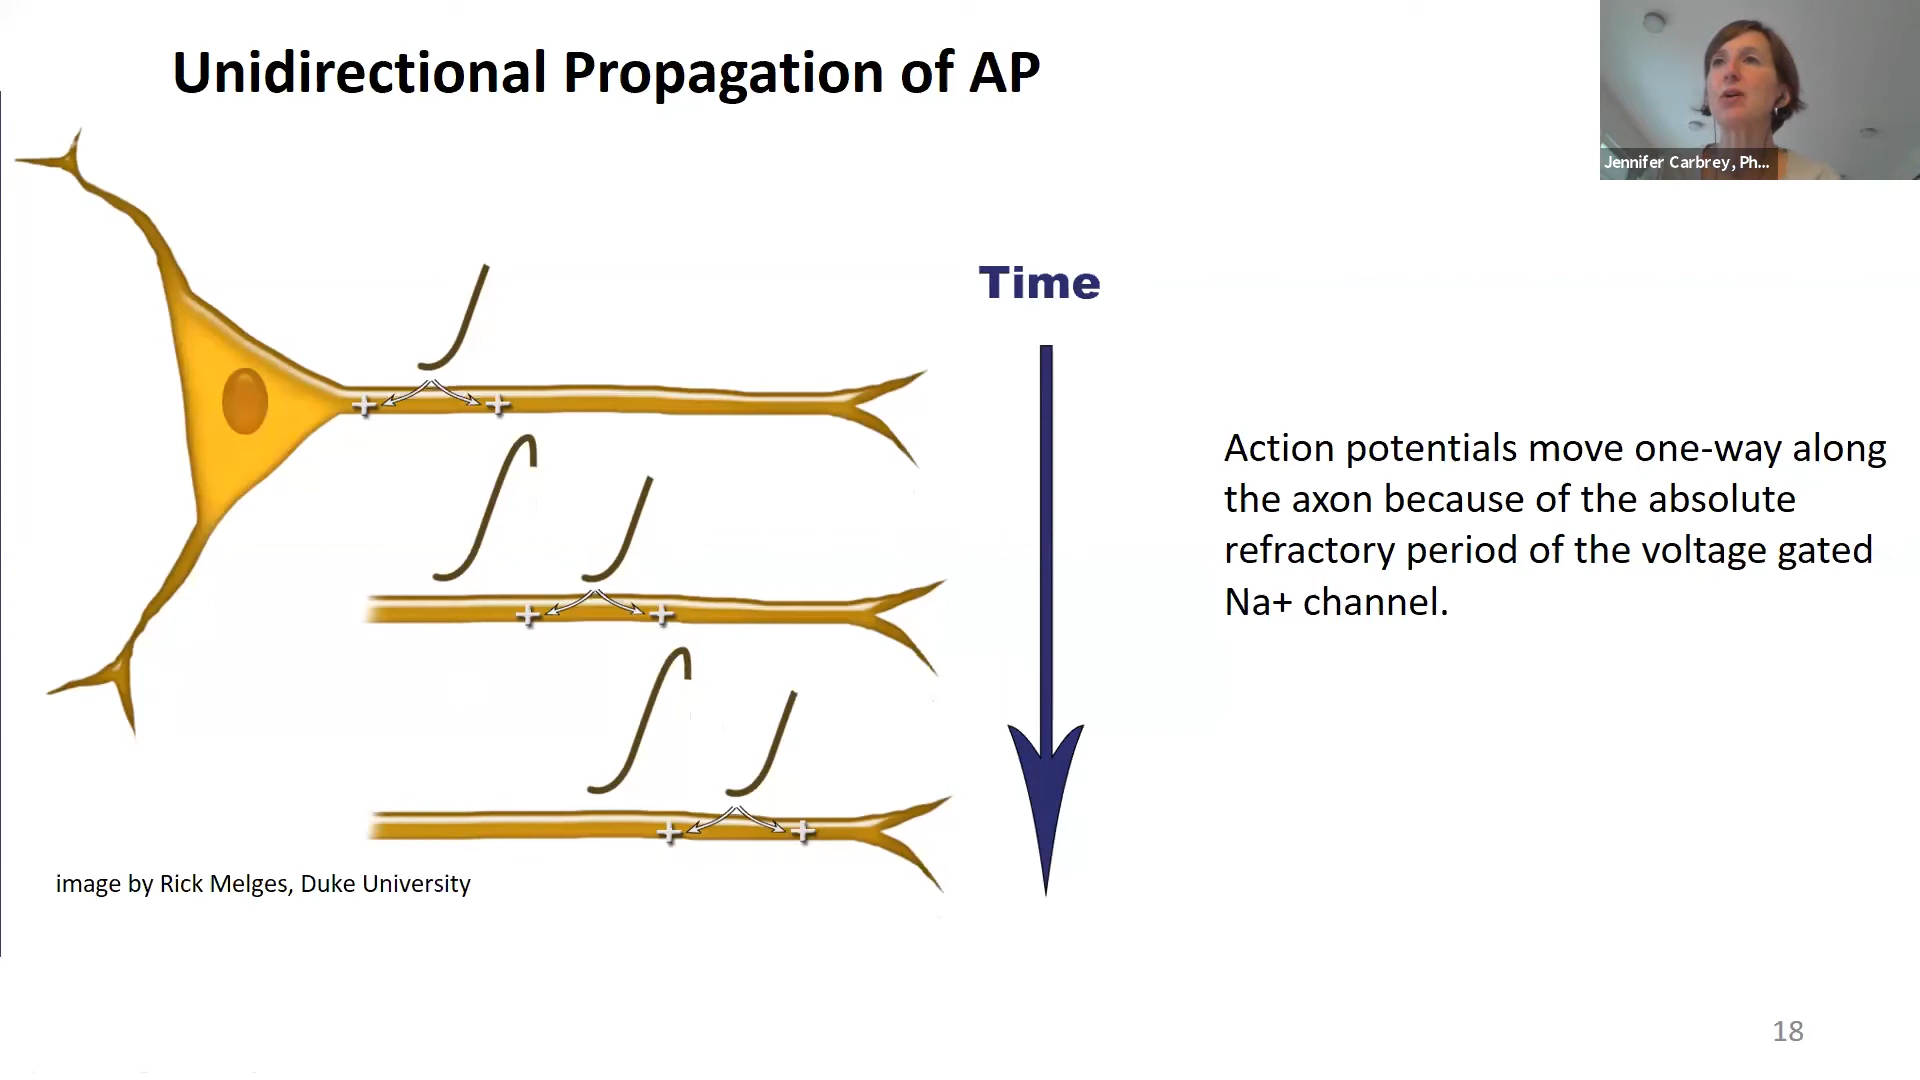 Unidirectional Propagation of AP
Jennifer Carbrey, Ph...
Time
Action potentials move one-way along
the axon because of the absolute
refractory period of the voltage gated
Na+ channel.
+ +
+ +
+ +
image by Rick Melges, Duke University
18